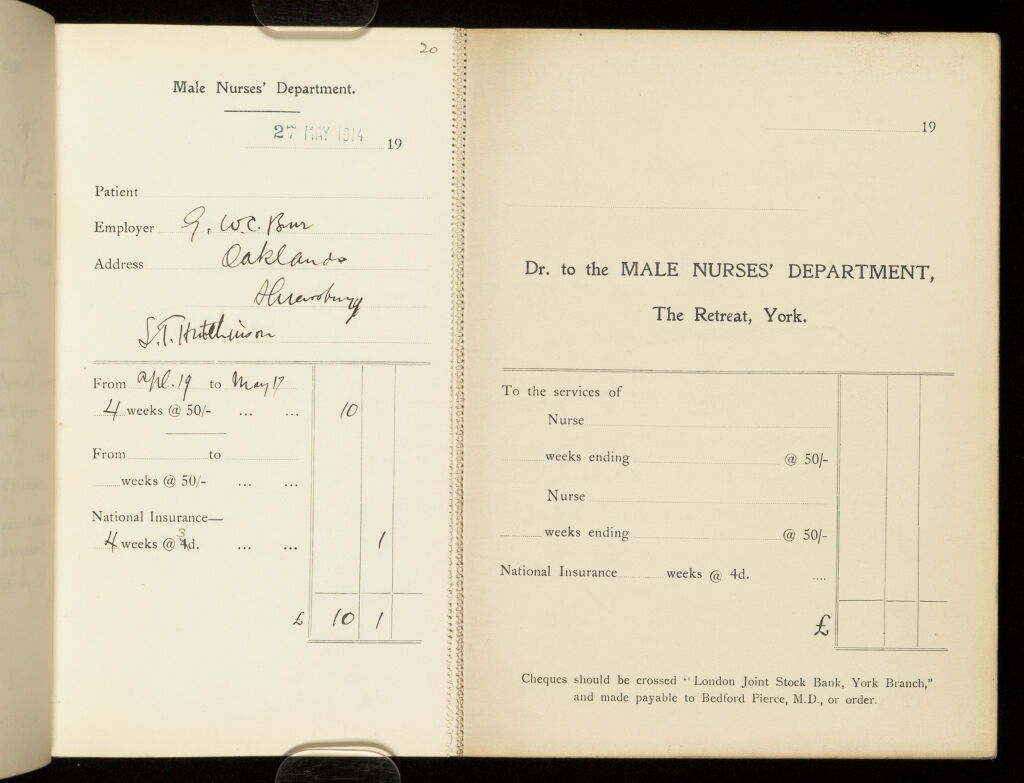 20
Male Nurses' Department.
27 MAY 1914 19
Patient
Employer G. W.C. Burr
Address Oaklands
Shrewsbury
S.T. Hutchinson
From Apl. 19 to May 17
4 weeks @ 50/- ... ... 10
From to
weeks @ 50/- ... ...
National Insurance—
4 weeks @ 4d. 3 ... ... 1
£ 10 1
19
Dr. to the MALE NURSES' DEPARTMENT,
The Retreat, York.
To the services of
Nurse
weeks ending @ 50/-
Nurse
weeks ending @ 50/-
National Insurance weeks @ 4d. ....
£
Cheques should be crossed "London Joint Stock Bank, York Branch,"
and made payable to Bedford Pierce, M.D., or order.